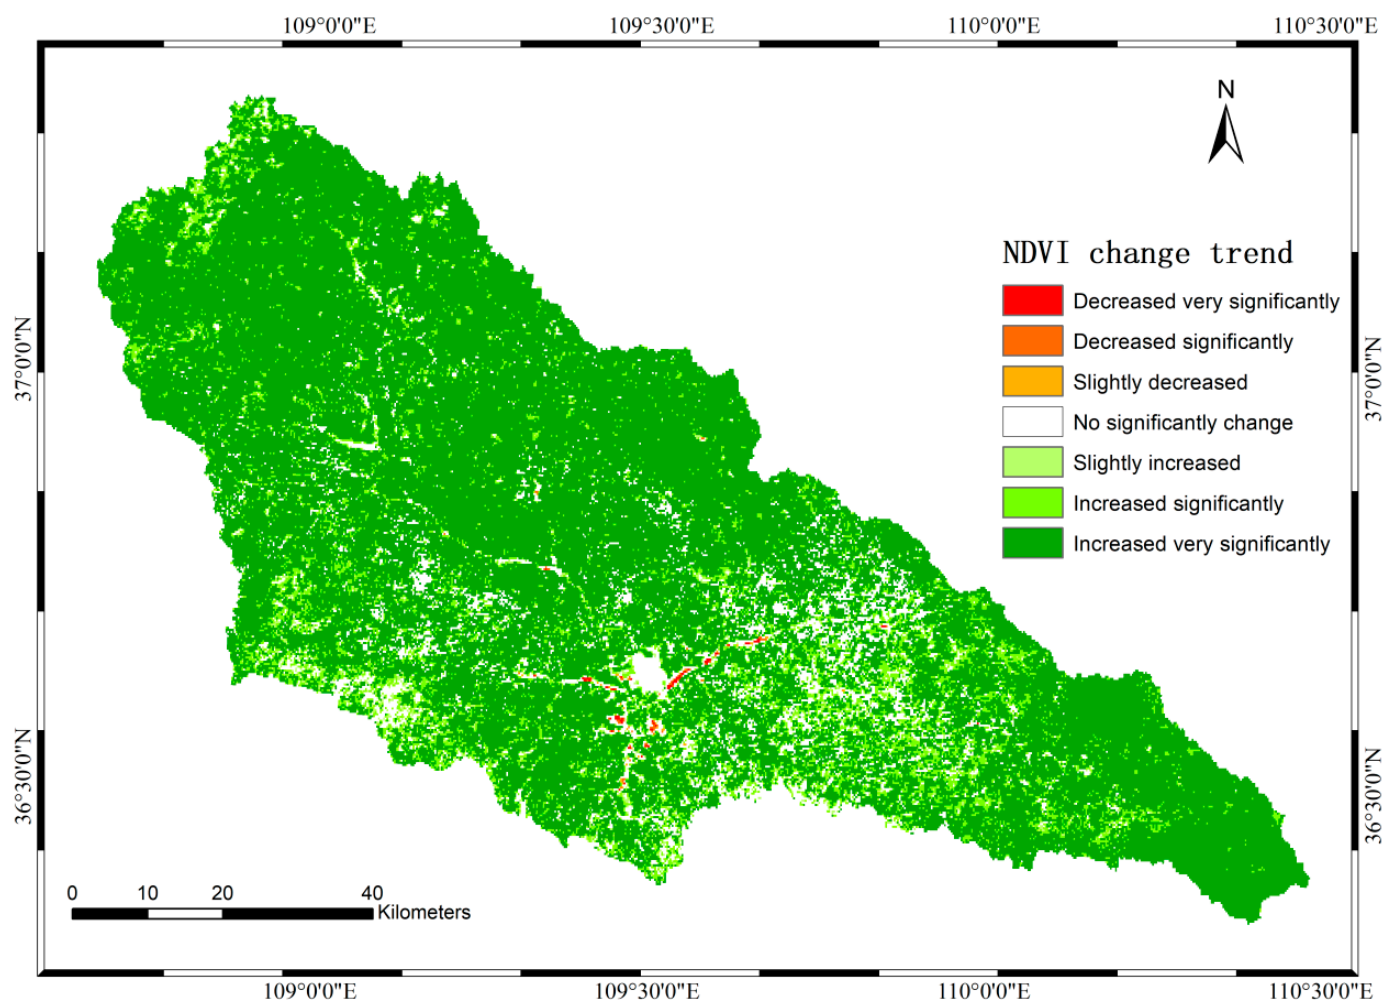 109°0'0"E 109°30'0"E 110°0'0"E 110°30'0"E
N
NDVI change trend
Decreased very significantly
Decreased significantly
Slightly decreased
No significantly change
Slightly increased
Increased significantly
Increased very significantly
37°0'0"N
37°0'0"N
36°30'0"N
36°30'0"N
0 10 20 40
Kilometers
109°0'0"E 109°30'0"E 110°0'0"E 110°30'0"E